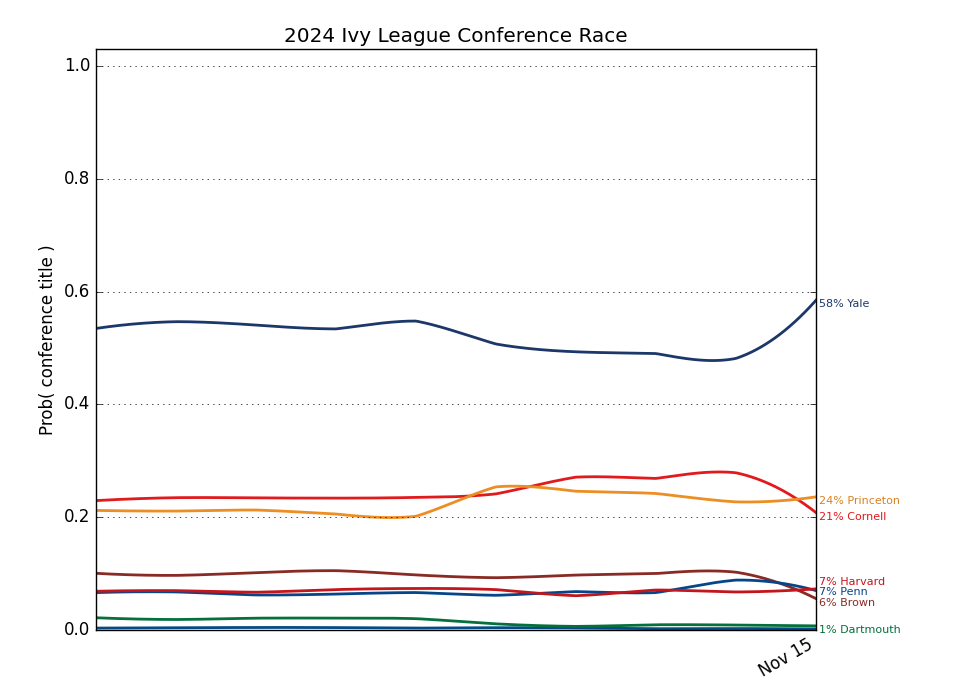 2024 Ivy League Conference Race
Prob( conference title )
1.0
0.8
0.6
0.4
0.2
0.0
58% Yale
24% Princeton
21% Cornell
7% Harvard
7% Penn
6% Brown
1% Dartmouth
Nov 15